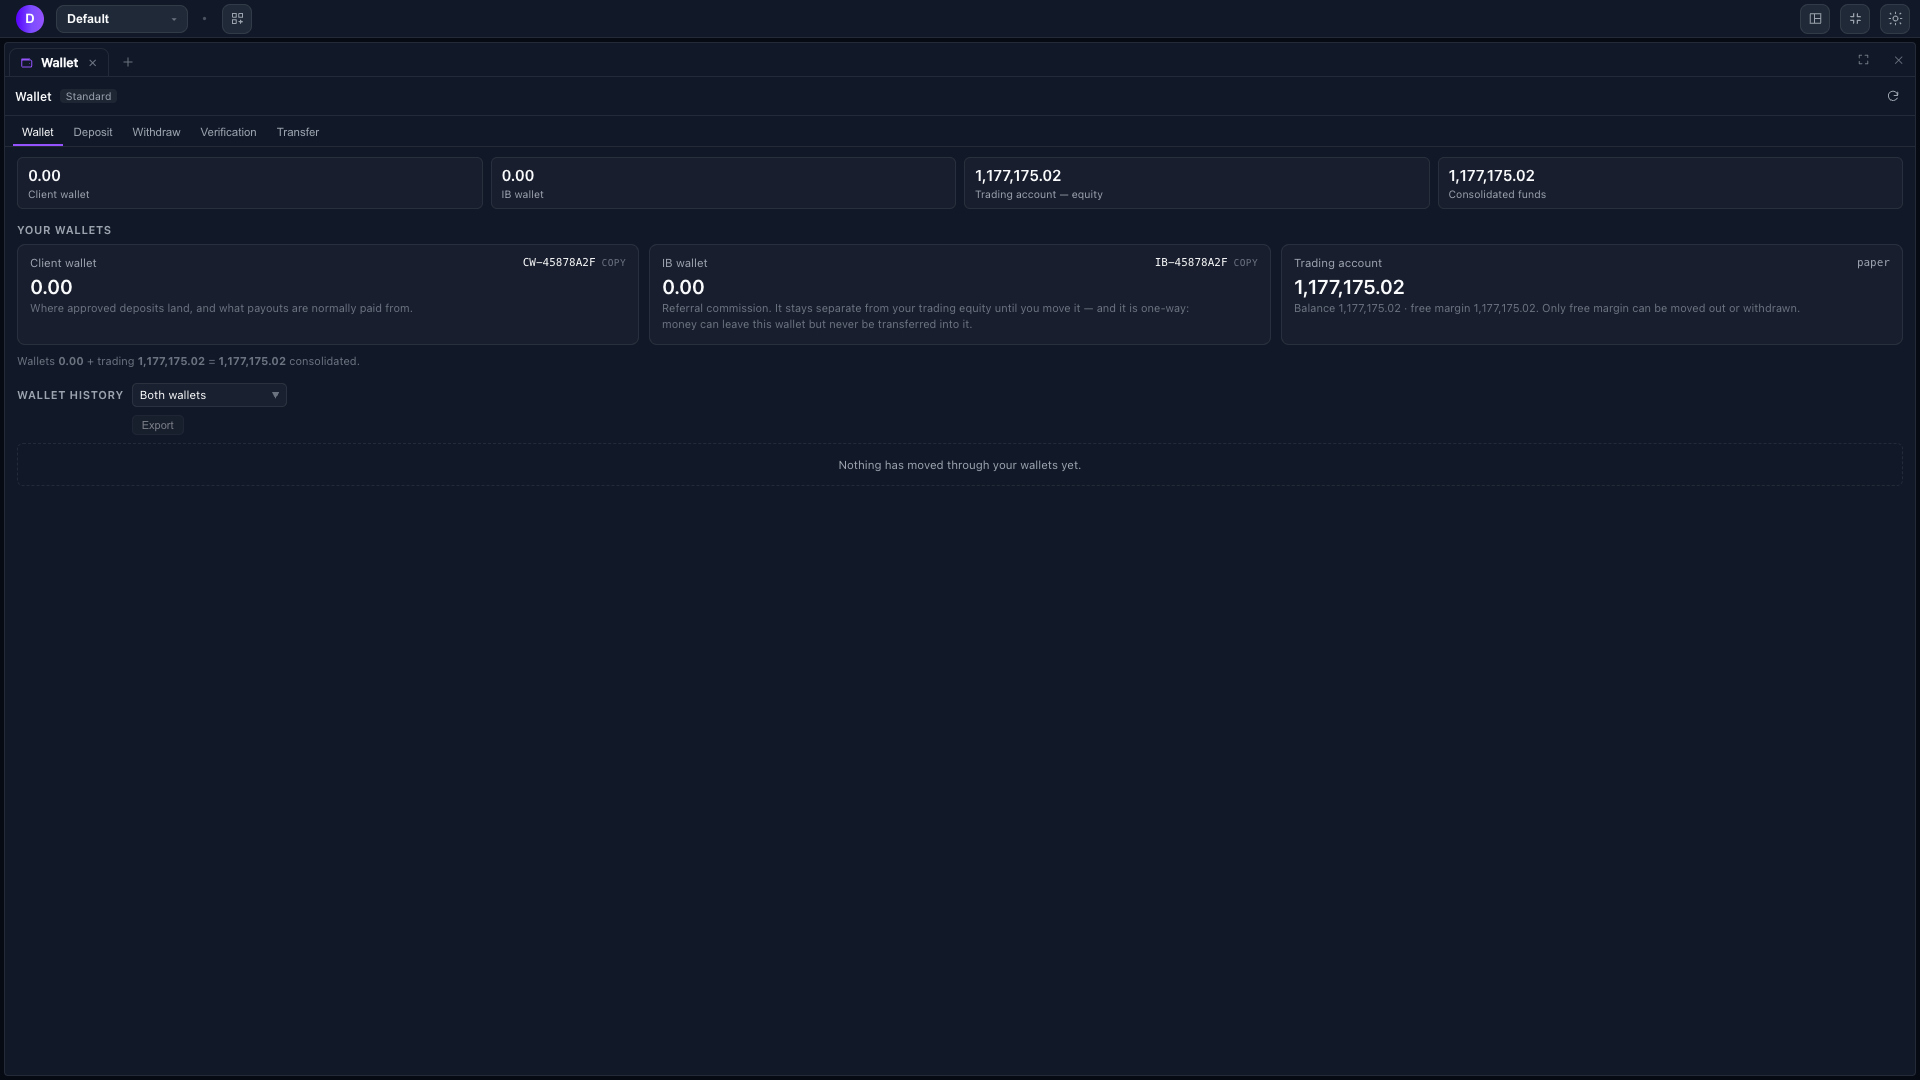 D Default
Wallet
Wallet Standard
Wallet Deposit Withdraw Verification Transfer
0.00
Client wallet
0.00
IB wallet
1,177,175.02
Trading account — equity
1,177,175.02
Consolidated funds
YOUR WALLETS
Client wallet CW-45878A2F COPY
0.00
Where approved deposits land, and what payouts are normally paid from.
IB wallet IB-45878A2F COPY
0.00
Referral commission. It stays separate from your trading equity until you move it — and it is one-way:
money can leave this wallet but never be transferred into it.
Trading account paper
1,177,175.02
Balance 1,177,175.02 · free margin 1,177,175.02. Only free margin can be moved out or withdrawn.
Wallets 0.00 + trading 1,177,175.02 = 1,177,175.02 consolidated.
WALLET HISTORY Both wallets
Export
Nothing has moved through your wallets yet.